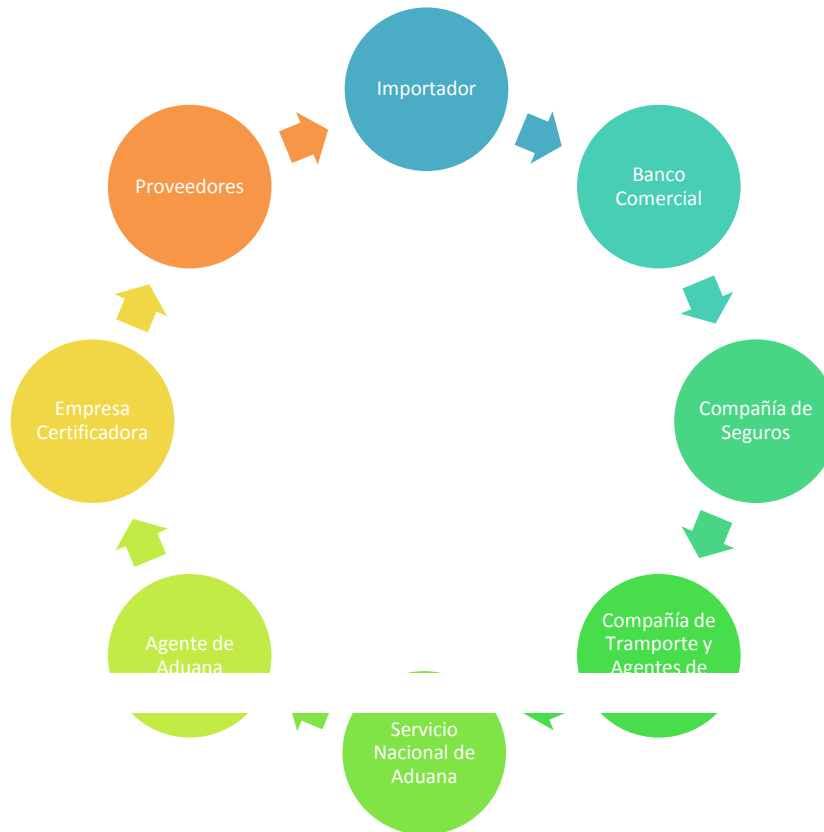 Importador
Banco
Comercial
Compañía de
Seguros
Compañía de
Tramporte y
Agentes de
Servicio
Nacional de
Aduana
Agente de
Aduana
Empresa
Certificadora
Proveedores